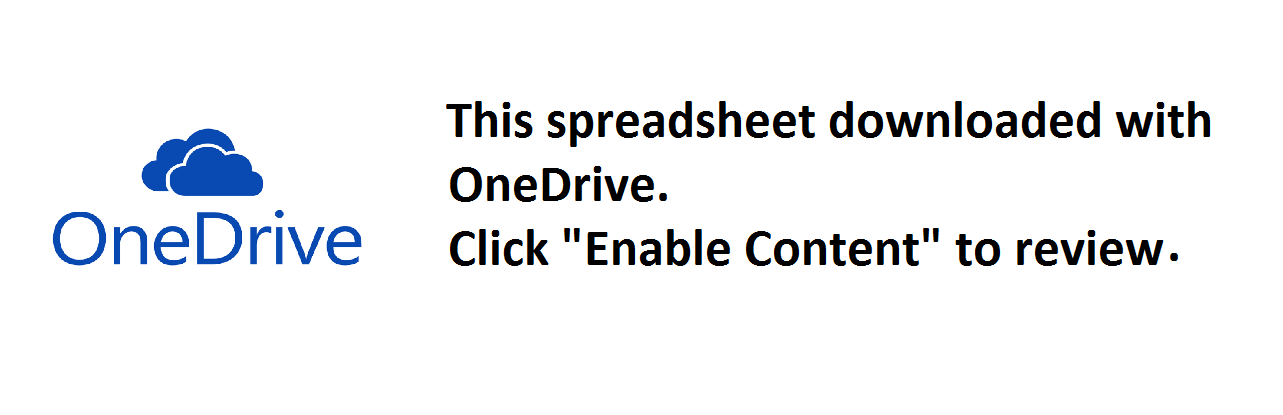 OneDrive
This spreadsheet downloaded with
OneDrive.
Click "Enable Content" to review.